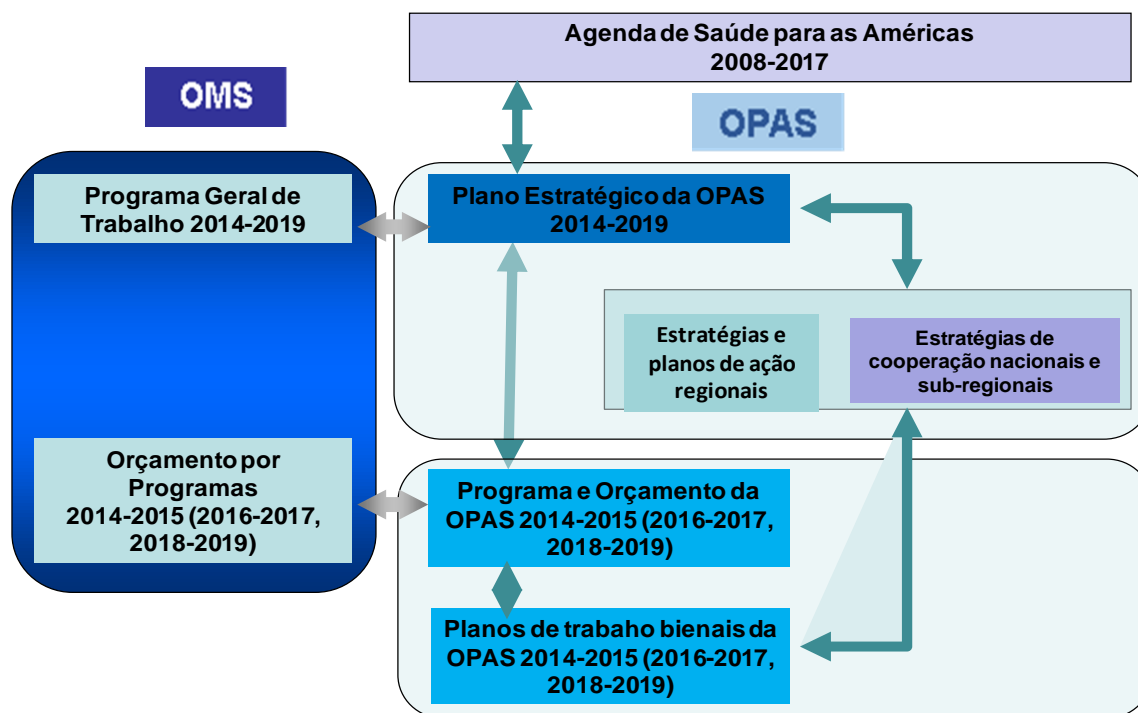 Agenda de Saúde para as Américas
2008-2017
OMS
OPAS
Programa Geral de
Trabalho 2014-2019
Plano Estratégico da OPAS
2014-2019
Estratégias e
planos de ação
regionais
Estratégias de
cooperação nacionais e
sub-regionais
Orçamento por
Programas
2014-2015 (2016-2017,
2018-2019)
Programa e Orçamento da
OPAS 2014-2015 (2016-2017,
2018-2019)
Planos de trabaho bienais da
OPAS 2014-2015 (2016-2017,
2018-2019)